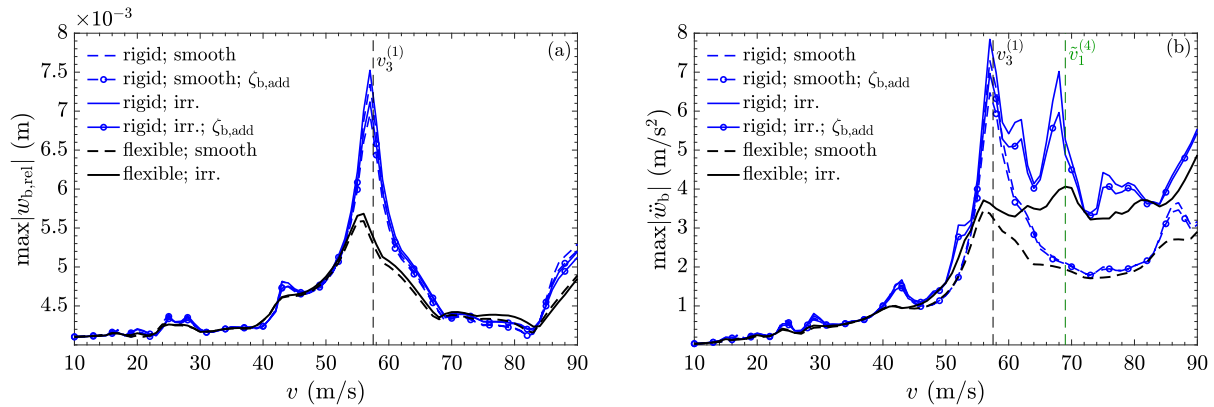 ×10⁻³
8
7.5
7
6.5
6
5.5
5
4.5
max|w_b,rel| (m)
rigid; smooth
rigid; smooth; ζ_b,add
rigid; irr.
rigid; irr.; ζ_b,add
flexible; smooth
flexible; irr.
v₃⁽¹⁾
(a)
10 20 30 40 50 60 70 80 90
v (m/s)
8
7
6
5
4
3
2
1
max|ẅ_b| (m/s²)
rigid; smooth
rigid; smooth; ζ_b,add
rigid; irr.
rigid; irr.; ζ_b,add
flexible; smooth
flexible; irr.
v₃⁽¹⁾
ṽ₁⁽⁴⁾
(b)
10 20 30 40 50 60 70 80 90
v (m/s)